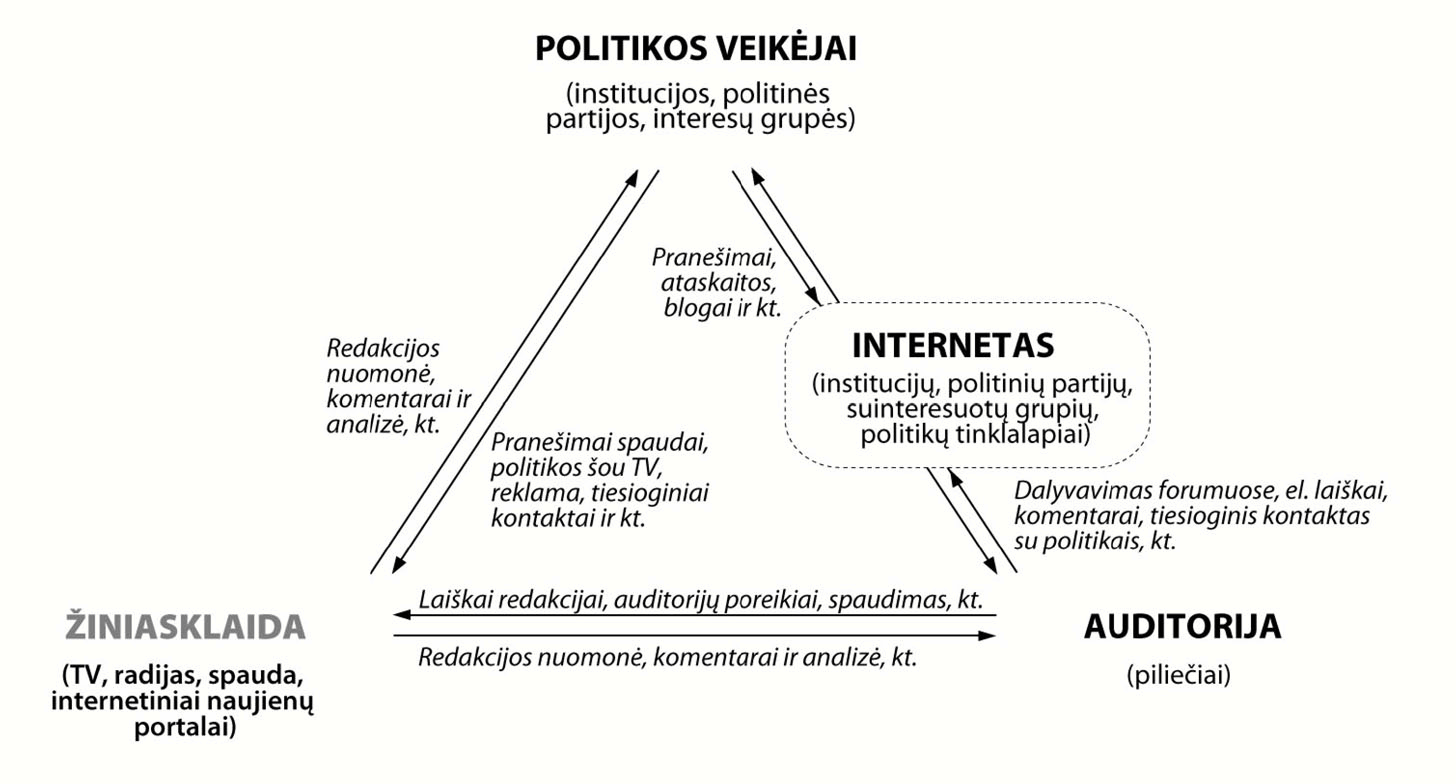 POLITIKOS VEIKĖJAI
(institucijos, politinės
partijos, interesų grupės)
Pranešimai,
ataskaitos,
blogai ir kt.
INTERNETAS
(institucijų, politinių partijų,
suinteresuotų grupių,
politikų tinklalapiai)
Redakcijos
nuomonė,
komentarai ir
analizė, kt.
Pranešimai spaudai,
politikos šou TV,
reklama, tiesioginiai
kontaktai ir kt.
Dalyvavimas forumuose, el. laiškai,
komentarai, tiesioginis kontaktas
su politikais, kt.
Laiškai redakcijai, auditorijų poreikiai, spaudimas, kt.
Redakcijos nuomonė, komentarai ir analizė, kt.
ŽINIASKLAIDA
(TV, radijas, spauda,
internetiniai naujienų
portalai)
AUDITORIJA
(piliečiai)